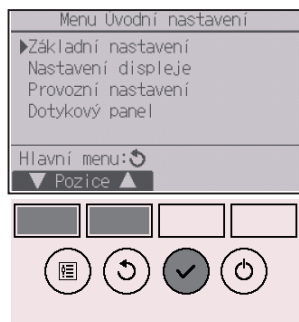 Menu Úvodní nastavení
▶Základní nastavení
Nastavení displeje
Provozní nastavení
Dotykový panel
Hlavní menu:
▼ Pozice ▲